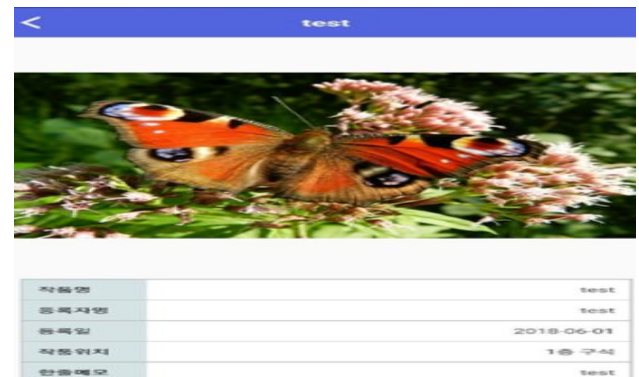 test
작품명 test
등록자명 test
등록일 2018-06-01
작품위치 1층 구석
한줄메모 test